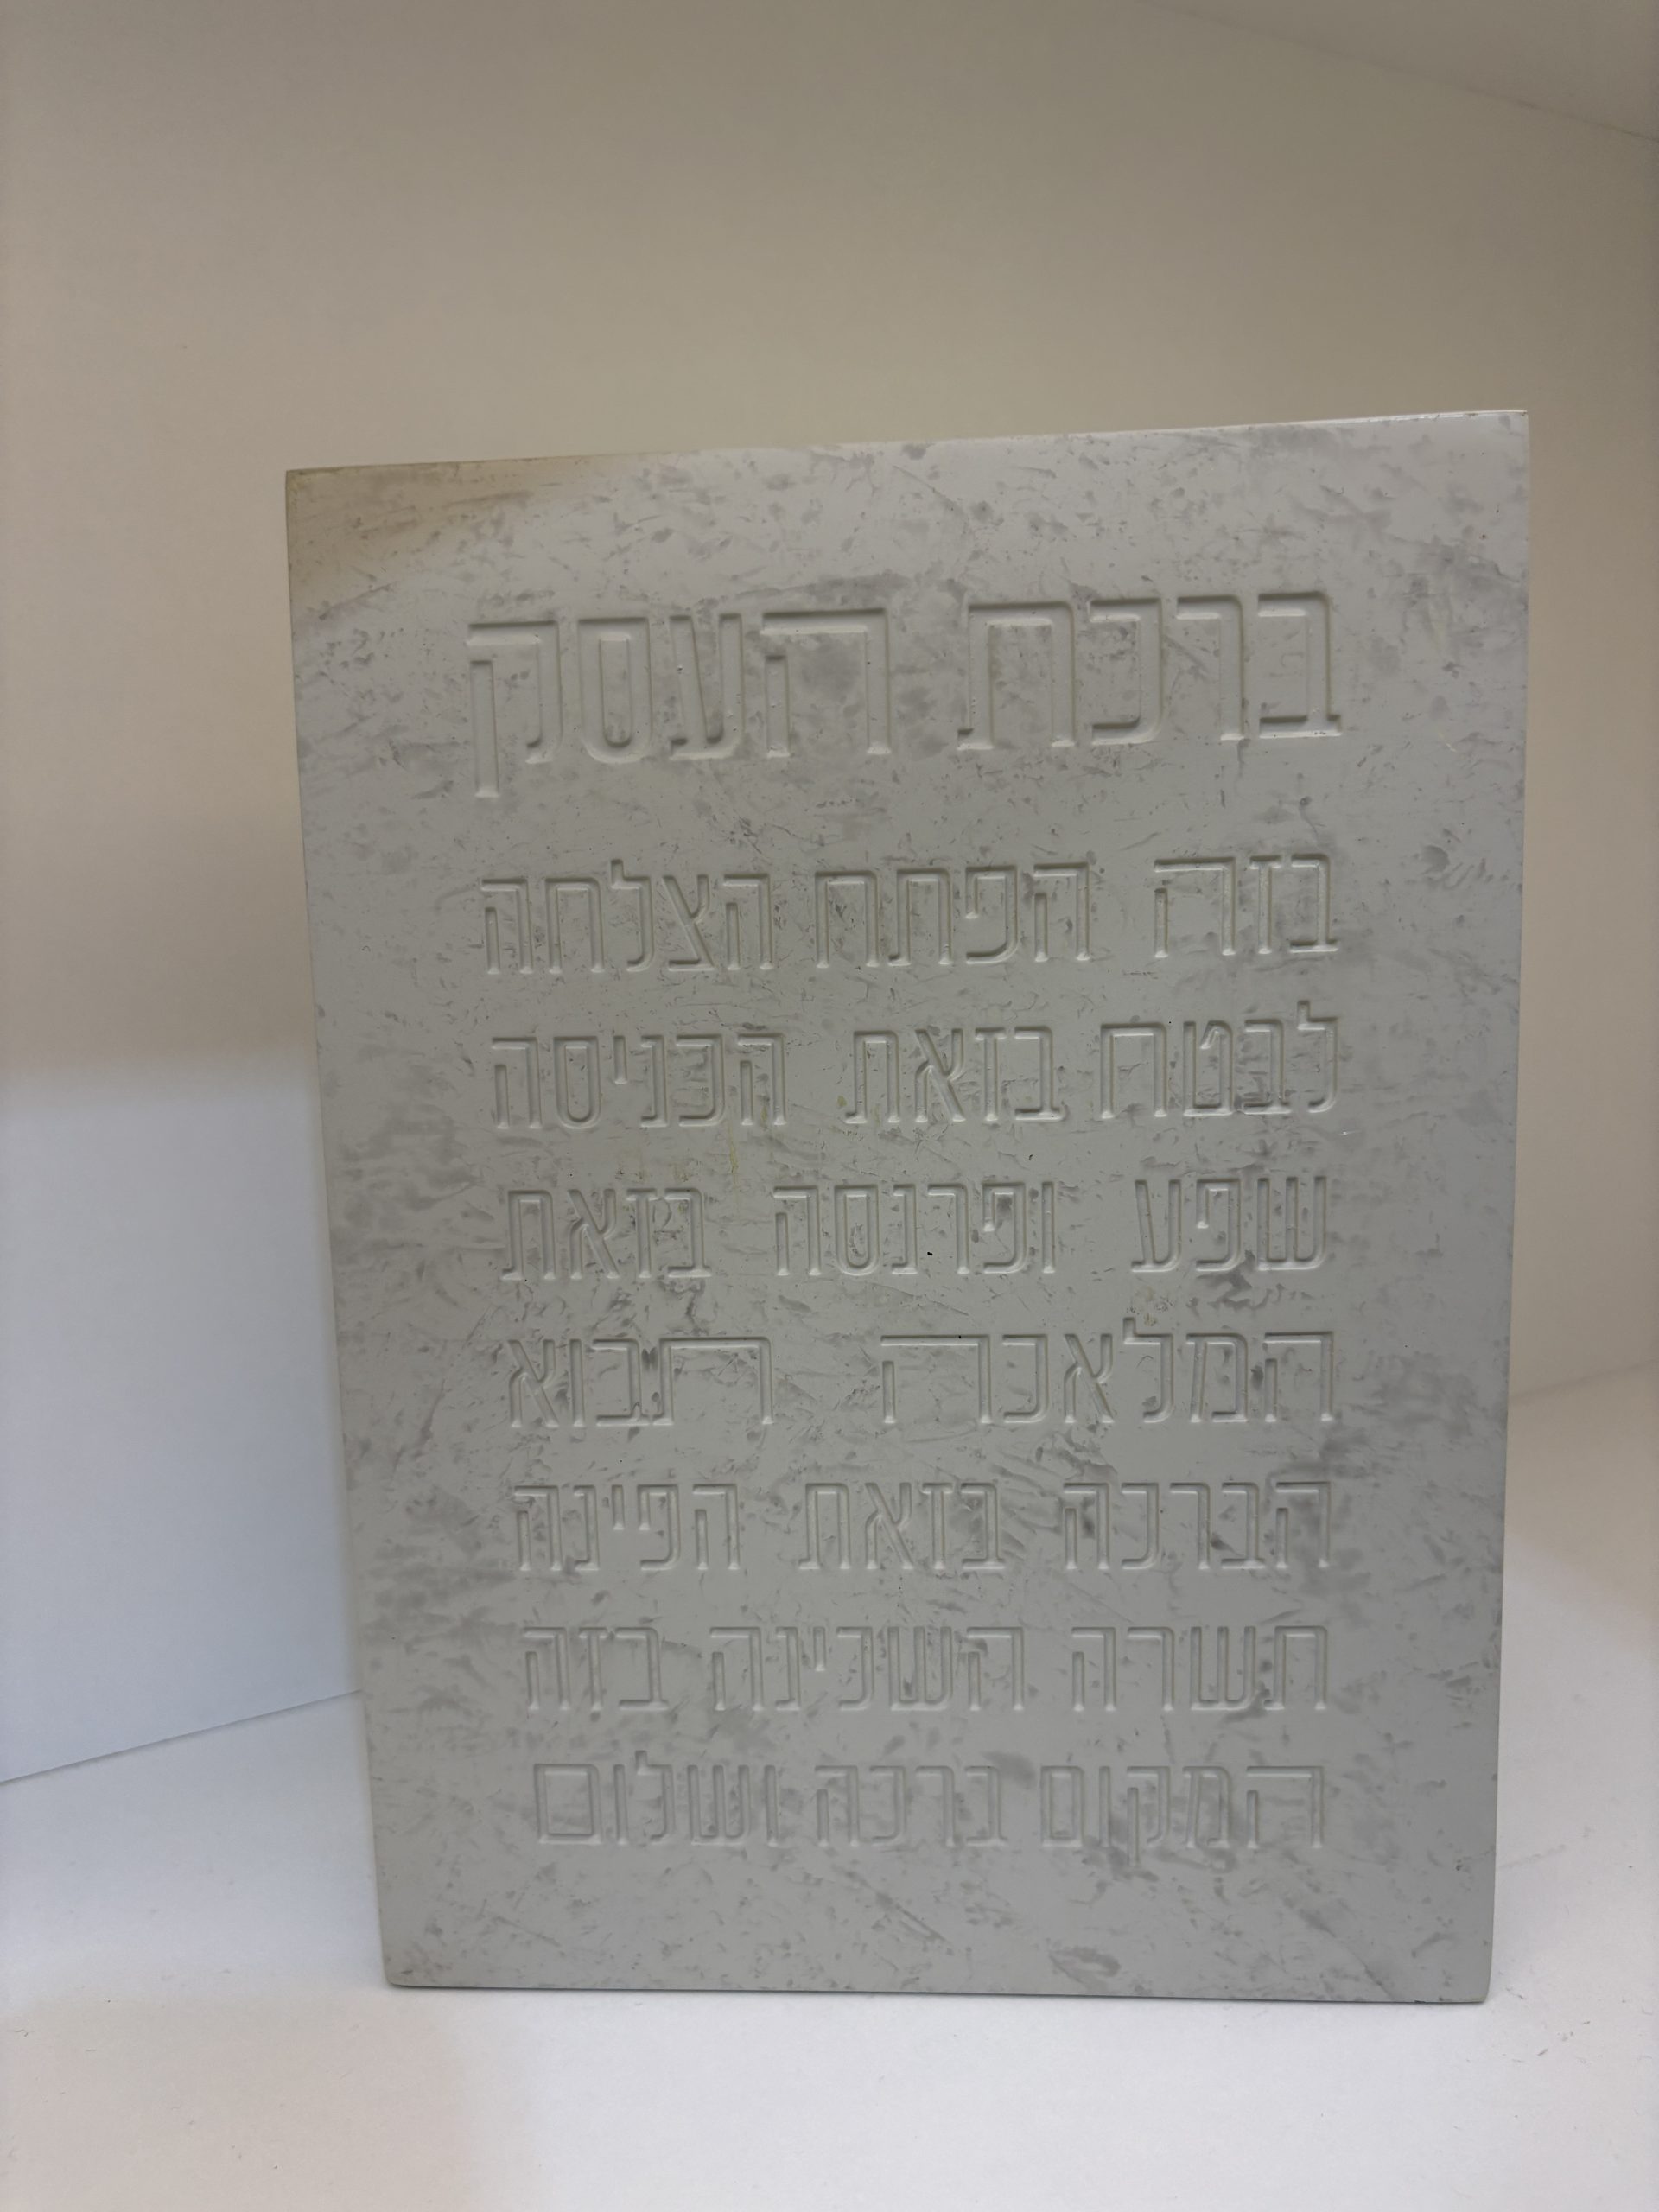 ברכת העסק
בזה הפתח הצלחה
לבטח בזאת הכניסה
שפע ופרנסה בזאת
המלאכה תבוא
הברכה בזאת הפינה
תשרה השכינה בזה
המקום ברכה ושלום